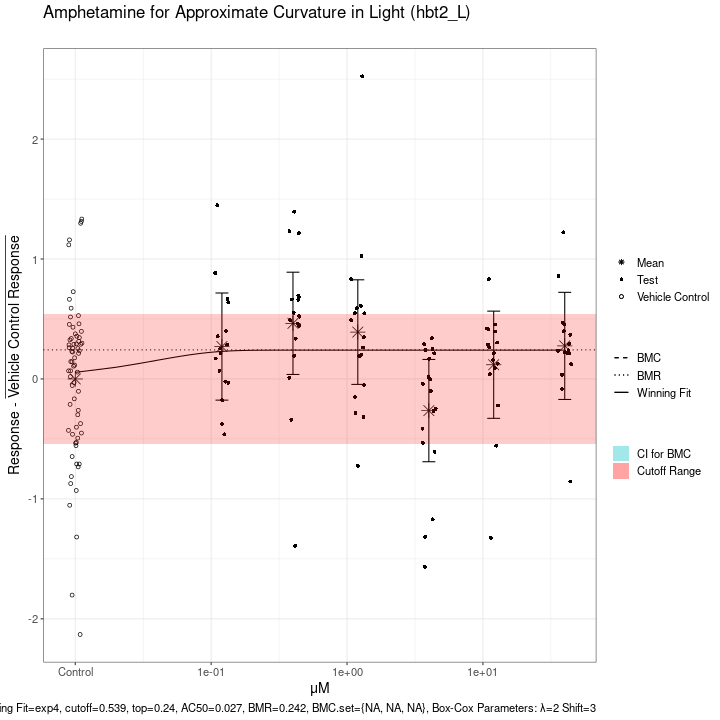 Amphetamine for Approximate Curvature in Light (hbt2_L)
Response - Vehicle Control Response
2
1
0
-1
-2
Control
1e-01
1e+00
1e+01
µM
Mean
Test
Vehicle Control
BMC
BMR
Winning Fit
CI for BMC
Cutoff Range
Fit=exp4, cutoff=0.539, top=0.24, AC50=0.027, BMR=0.242, BMC.set={NA, NA, NA}, Box-Cox Parameters: λ=2 Shift=3